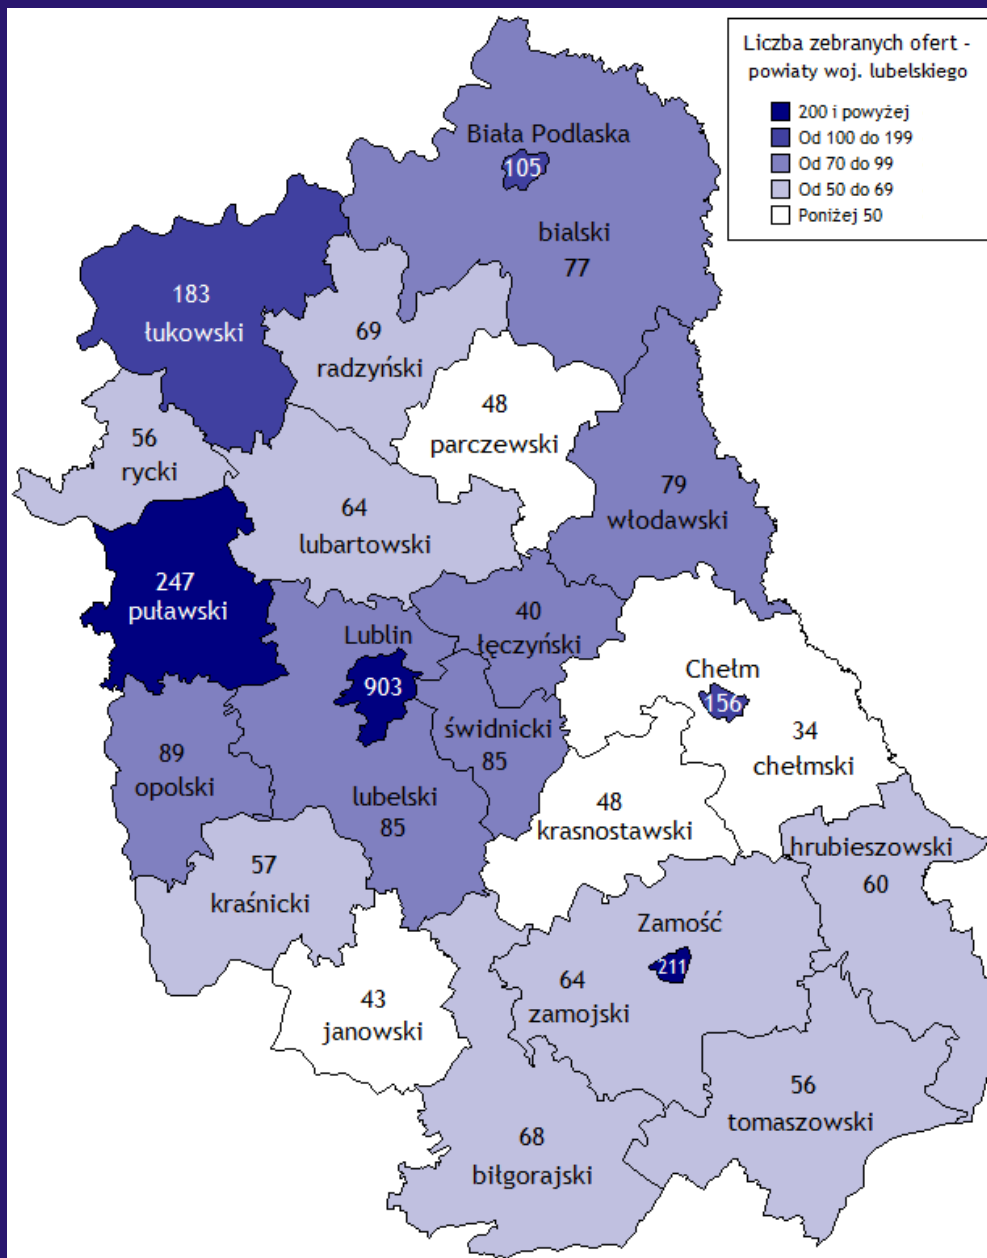 Liczba zebranych ofert -
powiaty woj. lubelskiego
200 i powyżej
Od 100 do 199
Od 70 do 99
Od 50 do 69
Poniżej 50
Biała Podlaska
105
bialski
77
183
łukowski
69
radzyński
48
parczewski
56
rycki
64
lubartowski
79
włodawski
247
puławski
Lublin
903
40
łęczyński
Chełm
156
34
chełmski
świdnicki
85
89
opolski
lubelski
85
48
krasnostawski
hrubieszowski
60
57
kraśnicki
Zamość
211
64
zamojski
43
janowski
56
tomaszowski
68
biłgorajski